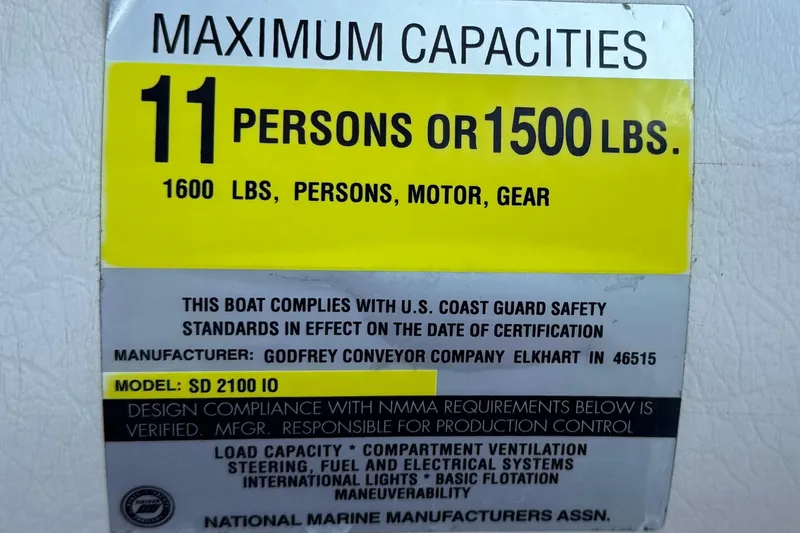 MAXIMUM CAPACITIES
11 PERSONS OR 1500 LBS.
1600 LBS, PERSONS, MOTOR, GEAR
THIS BOAT COMPLIES WITH U.S. COAST GUARD SAFETY
STANDARDS IN EFFECT ON THE DATE OF CERTIFICATION
MANUFACTURER: GODFREY CONVEYOR COMPANY ELKHART IN 46515
MODEL: SD 2100 IO
DESIGN COMPLIANCE WITH NMMA REQUIREMENTS BELOW IS
VERIFIED. MFGR. RESPONSIBLE FOR PRODUCTION CONTROL
LOAD CAPACITY * COMPARTMENT VENTILATION
STEERING, FUEL AND ELECTRICAL SYSTEMS
INTERNATIONAL LIGHTS * BASIC FLOTATION
MANEUVERABILITY
NATIONAL MARINE MANUFACTURERS ASSN.